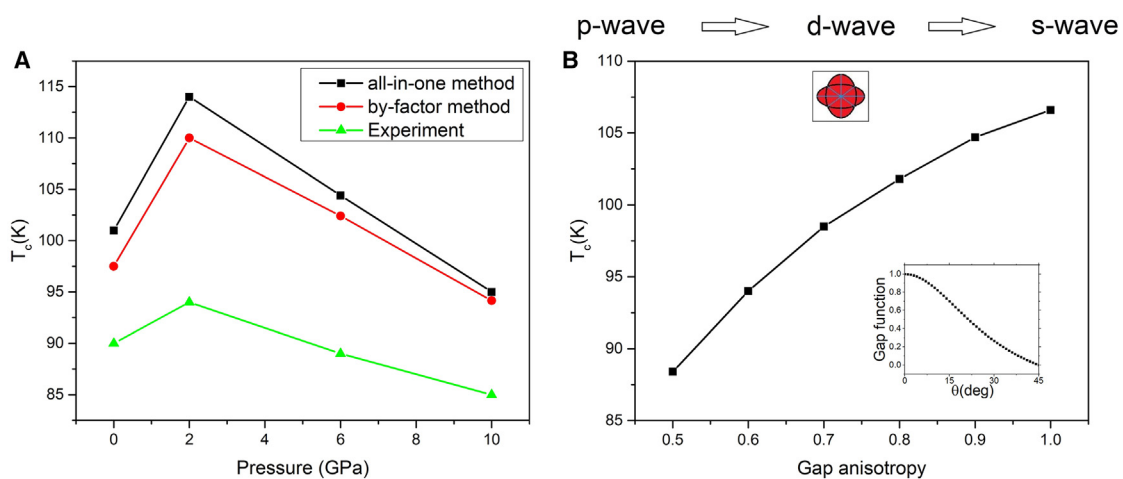 p-wave d-wave s-wave
A
all-in-one method
by-factor method
Experiment
115
110
105
100
95
90
85
T_c(K)
0 2 4 6 8 10
Pressure (GPa)
B
105
100
95
90
85
T_c(K)
0.5 0.6 0.7 0.8 0.9 1.0
Gap anisotropy
1.0
0.8
0.6
0.4
0.2
0.0
Gap function
0 15 30 45
θ(deg)